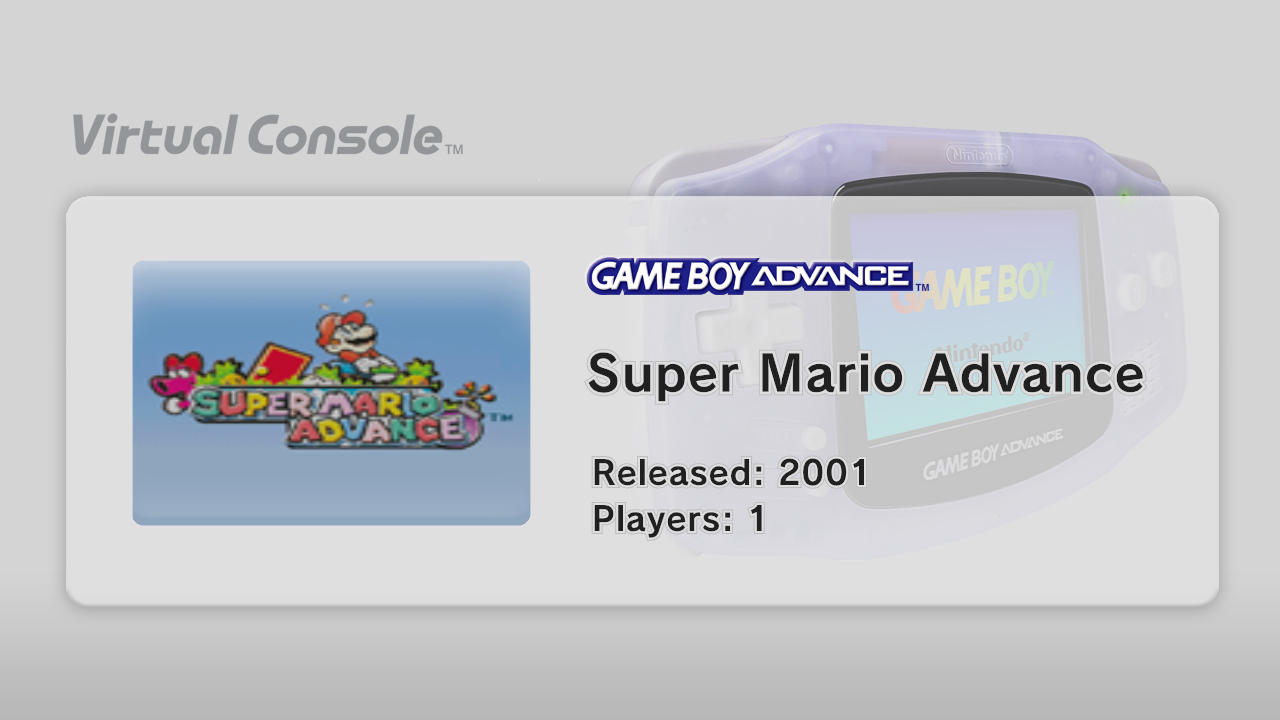 Virtual Console™
Nintendo
GAME BOY ADVANCE™
GAME BOY
Nintendo®
Super Mario Advance
SUPER MARIO
ADVANCE™
GAME BOY ADVANCE
Released: 2001
Players: 1